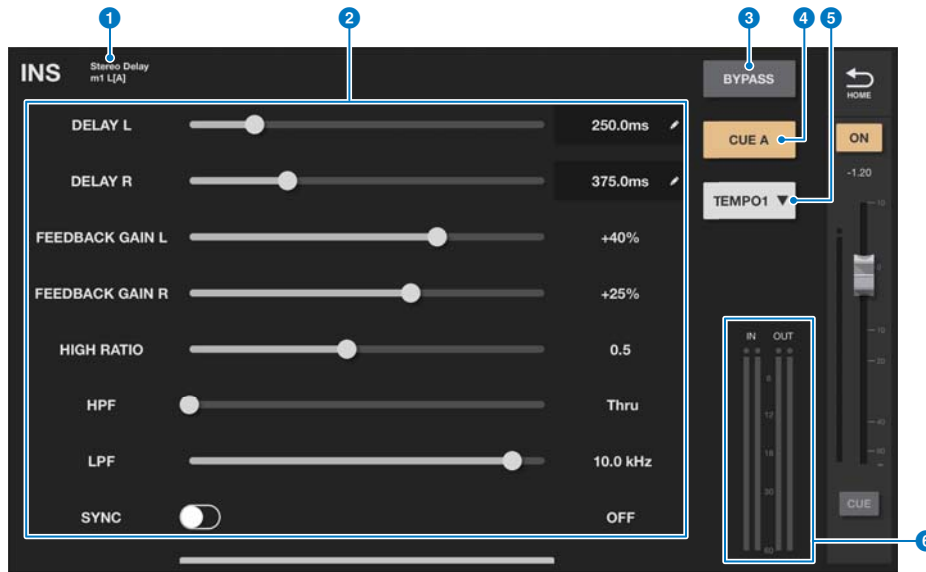 1 2 3 4 5
INS Stereo Delay
m1 L[A]
BYPASS
HOME
DELAY L 250.0ms
CUE A
ON
DELAY R 375.0ms
-1.20
TEMPO1 ▼
10
FEEDBACK GAIN L +40%
0
FEEDBACK GAIN R +25%
IN OUT
10
HIGH RATIO 0.5
20
6
HPF Thru
12
40
LPF 10.0 kHz
18
60
30
SYNC OFF
CUE
6
60